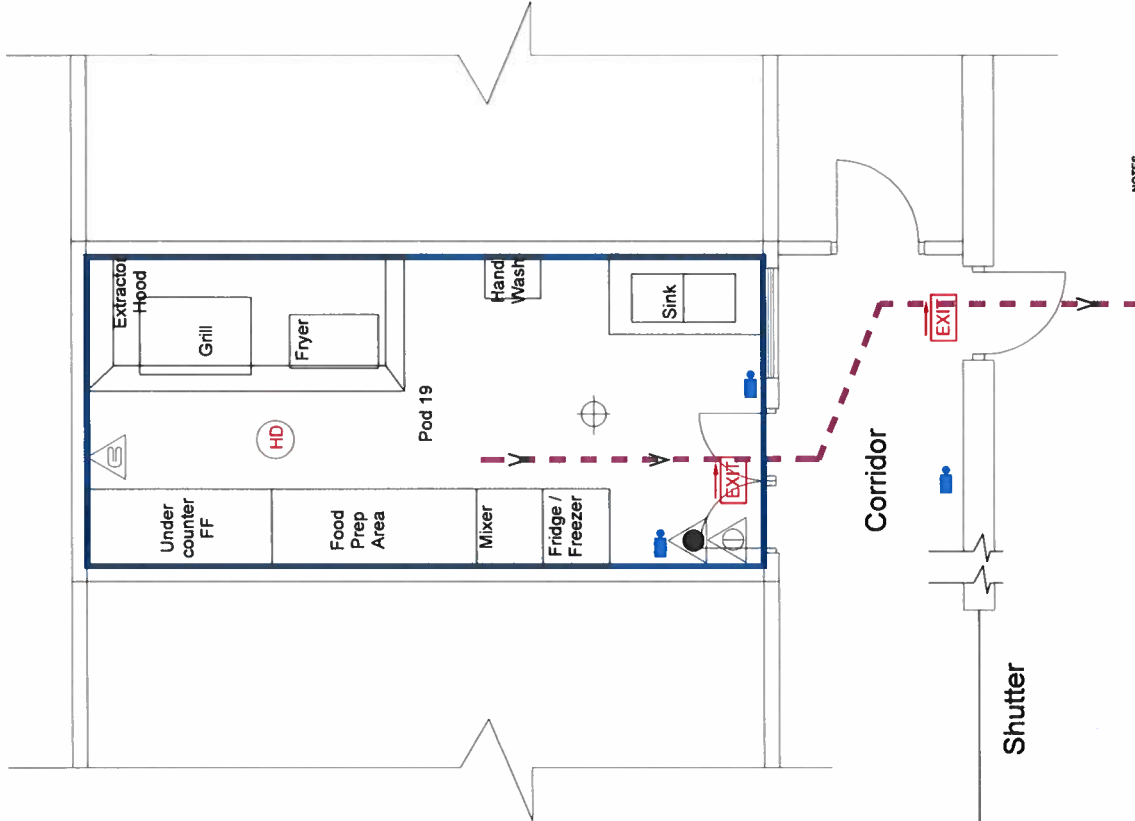 Extractor
Hood
Grill
Fryer
Hand
Wash
Sink
HD
Pod 19
Under
counter
FF
Food
Prep
Area
Mixer
Fridge /
Freezer
EXIT
EXIT
Corridor
Shutter
NOTES